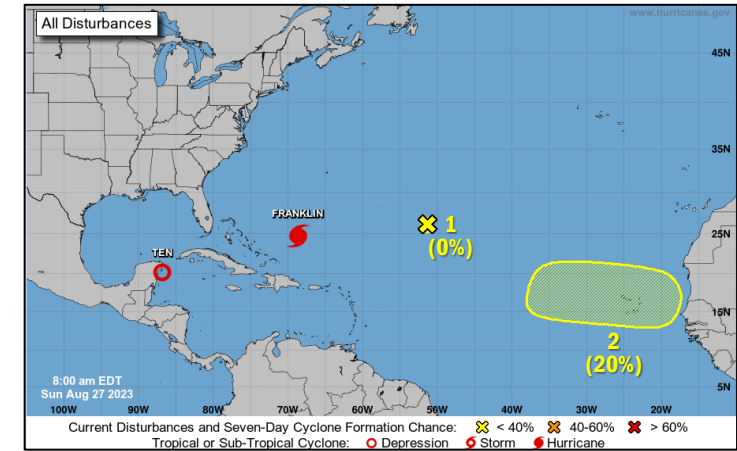 All Disturbances
www.hurricanes.gov
45N
35N
FRANKLIN
1
(0%)
25N
TEN
15N
2
(20%)
8:00 am EDT
Sun Aug 27 2023
5N
100W 90W 80W 70W 60W 50W 40W 30W 20W
Current Disturbances and Seven-Day Cyclone Formation Chance: < 40% 40-60% > 60%
Tropical or Sub-Tropical Cyclone: Depression Storm Hurricane